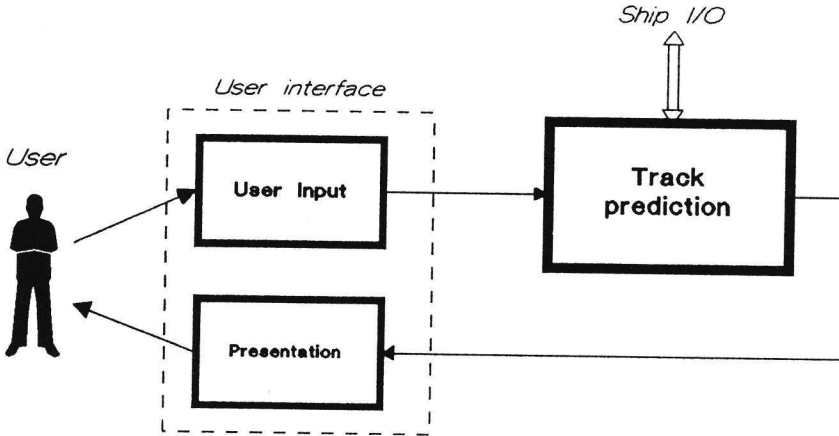 Ship I/O
User interface
User
User Input
Track
prediction
Presentation